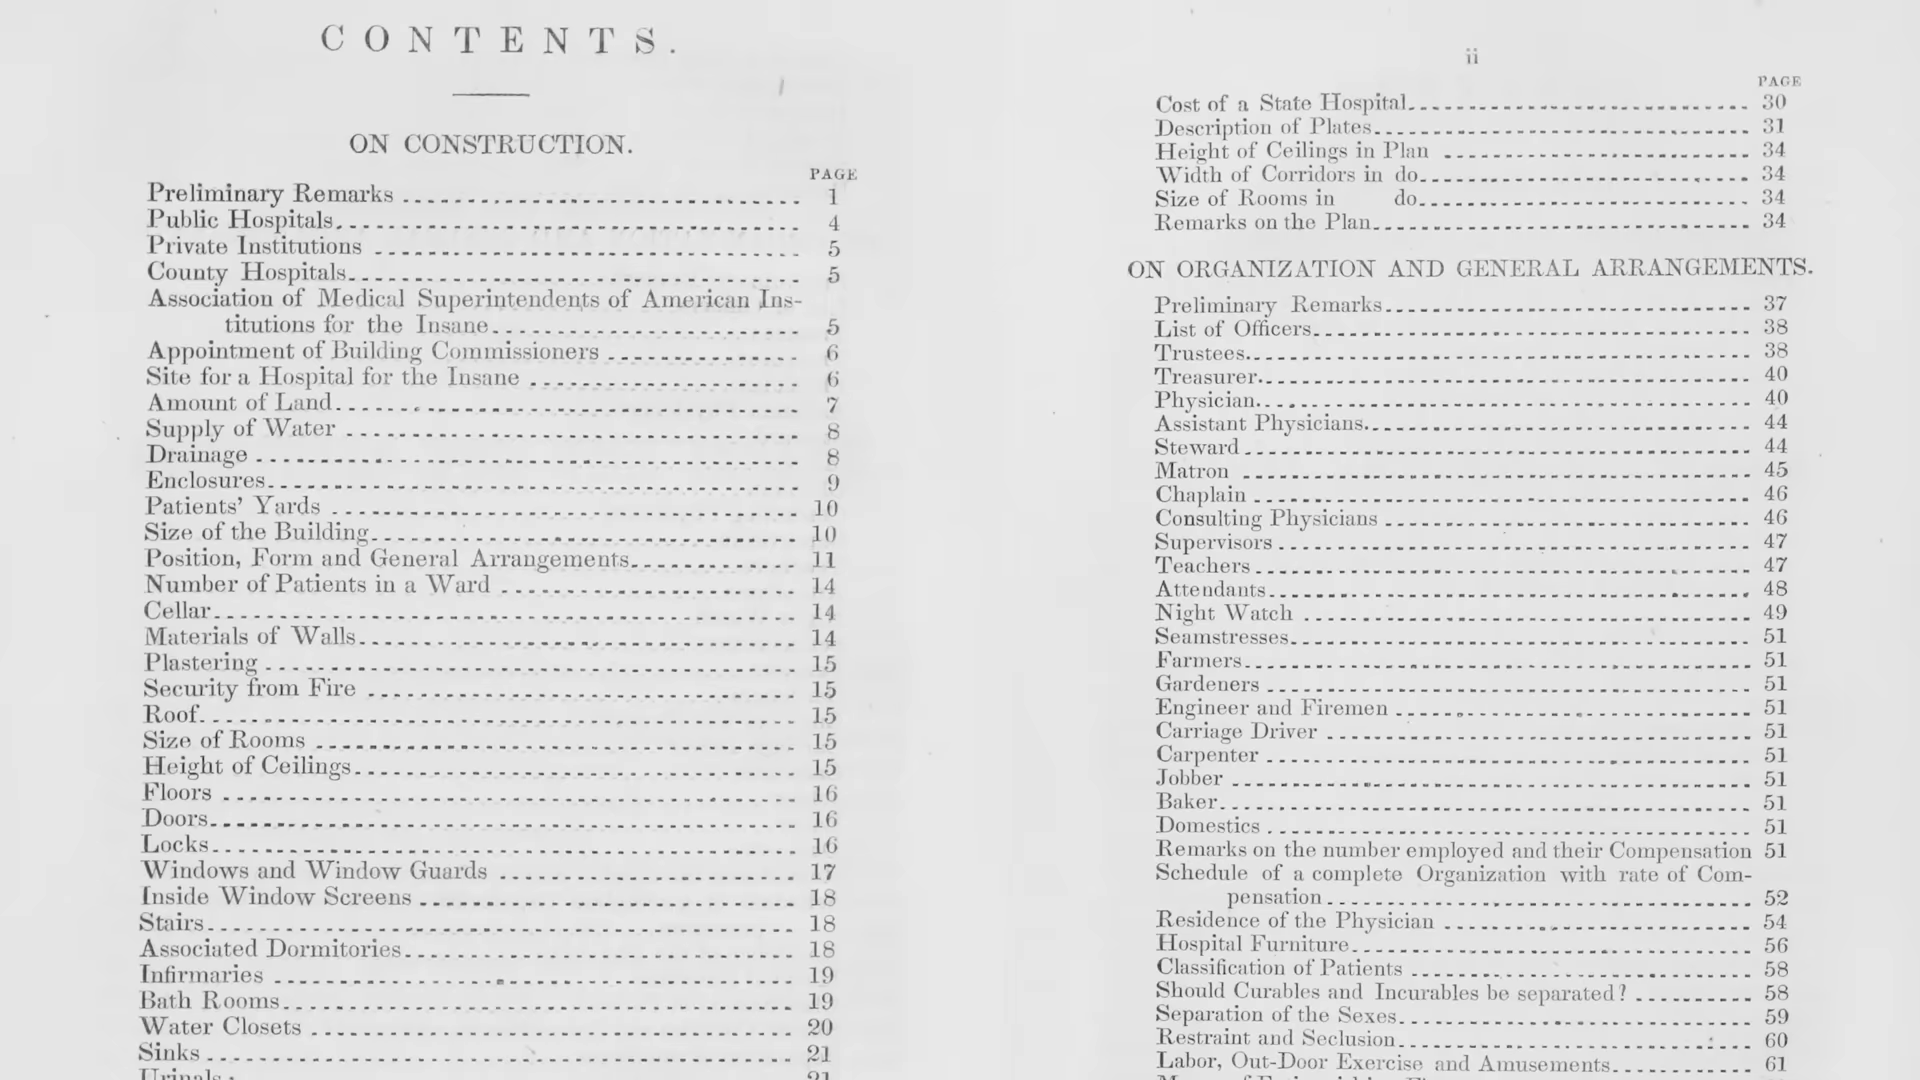 CONTENTS.
ON CONSTRUCTION.
PAGE
Preliminary Remarks 1
Public Hospitals 4
Private Institutions 5
County Hospitals 5
Association of Medical Superintendents of American Ins-
titutions for the Insane 5
Appointment of Building Commissioners 6
Site for a Hospital for the Insane 6
Amount of Land 7
Supply of Water 8
Drainage 8
Enclosures 9
Patients' Yards 10
Size of the Building 10
Position, Form and General Arrangements 11
Number of Patients in a Ward 14
Cellar 14
Materials of Walls 14
Plastering 15
Security from Fire 15
Roof 15
Size of Rooms 15
Height of Ceilings 15
Floors 16
Doors 16
Locks 16
Windows and Window Guards 17
Inside Window Screens 18
Stairs 18
Associated Dormitories 18
Infirmaries 19
Bath Rooms 19
Water Closets 20
Sinks 21
Urinals 21
ii
PAGE
Cost of a State Hospital 30
Description of Plates 31
Height of Ceilings in Plan 34
Width of Corridors in do. 34
Size of Rooms in do. 34
Remarks on the Plan 34
ON ORGANIZATION AND GENERAL ARRANGEMENTS.
Preliminary Remarks 37
List of Officers 38
Trustees 38
Treasurer 40
Physician 40
Assistant Physicians 44
Steward 44
Matron 45
Chaplain 46
Consulting Physicians 46
Supervisors 47
Teachers 47
Attendants 48
Night Watch 49
Seamstresses 51
Farmers 51
Gardeners 51
Engineer and Firemen 51
Carriage Driver 51
Carpenter 51
Jobber 51
Baker 51
Domestics 51
Remarks on the number employed and their Compensation 51
Schedule of a complete Organization with rate of Com-
pensation 52
Residence of the Physician 54
Hospital Furniture 56
Classification of Patients 58
Should Curables and Incurables be separated? 58
Separation of the Sexes 59
Restraint and Seclusion 60
Labor, Out-Door Exercise and Amusements 61